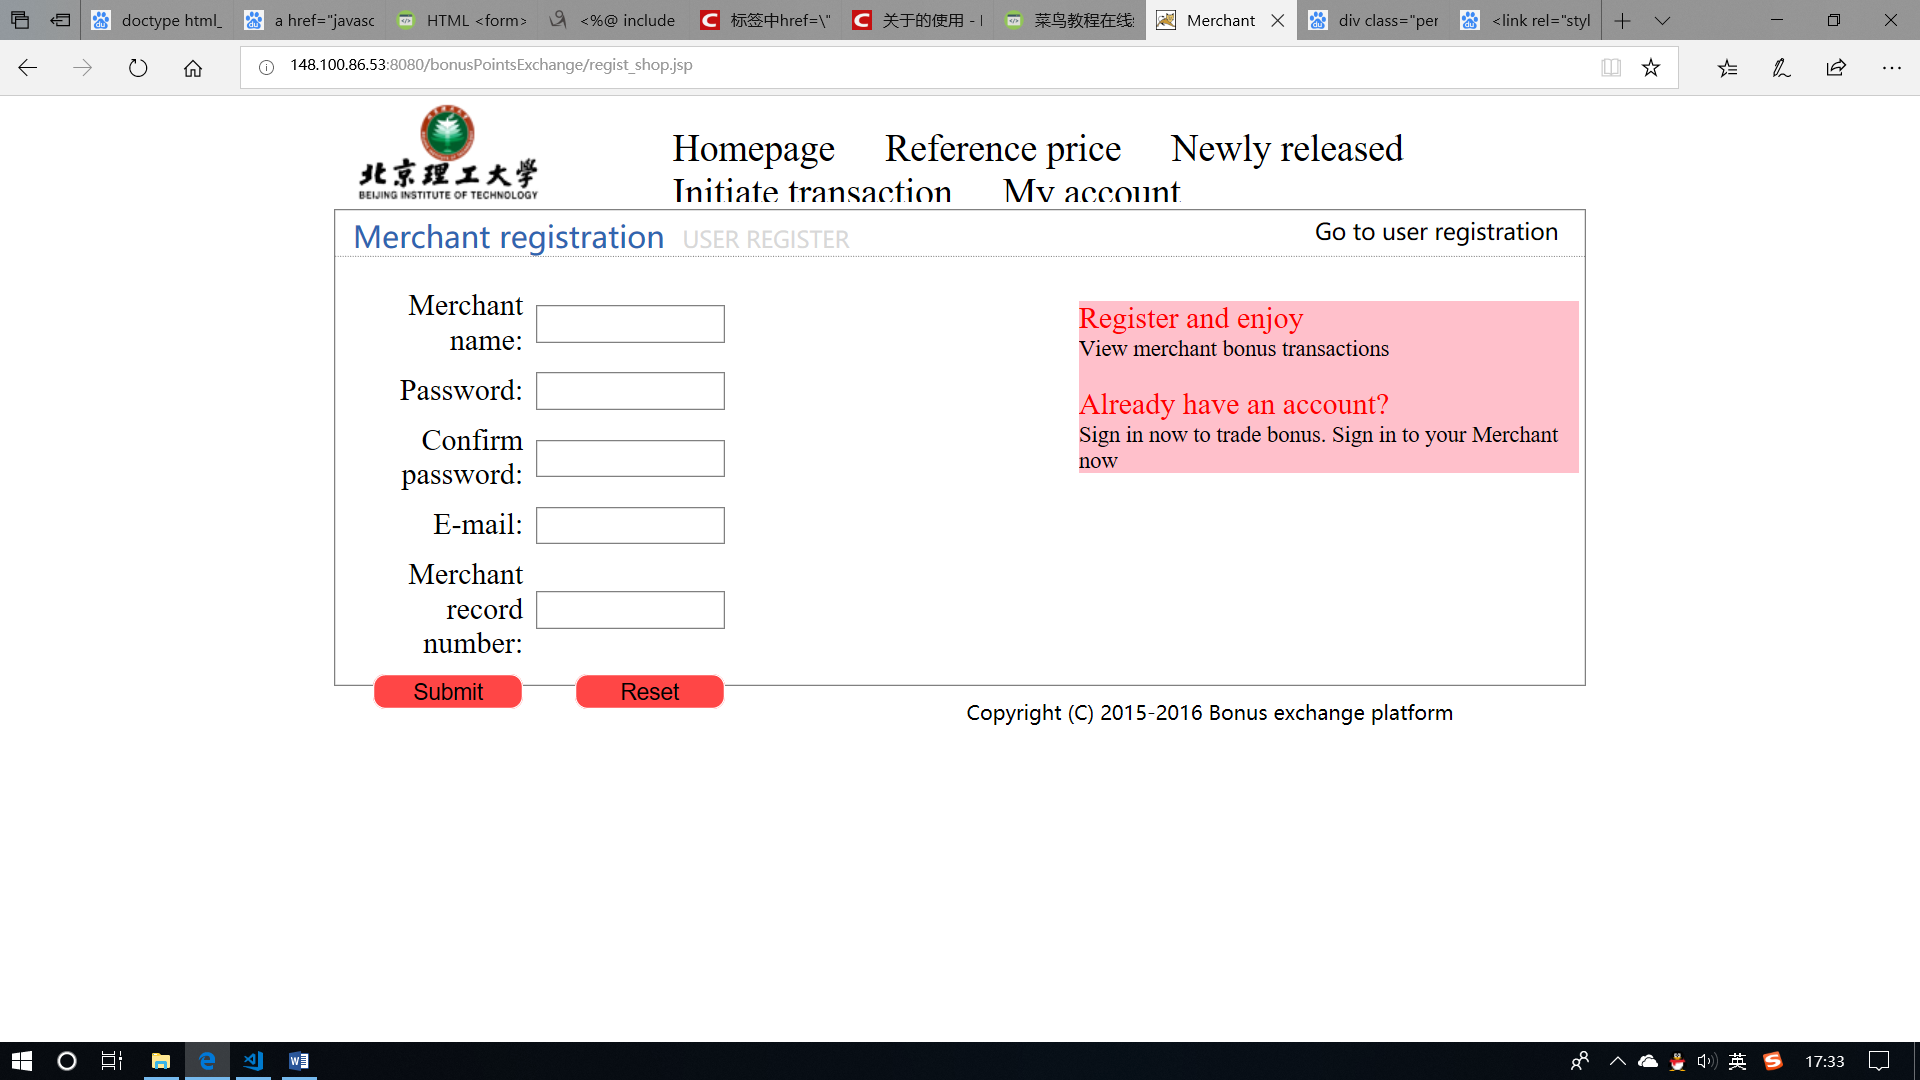 doctype html_
a href="javasc
HTML <form>
<%@ include
标签中href=\"
关于的使用 - 
菜鸟教程在线
Merchant
div class="per
<link rel="styl
148.100.86.53:8080/bonusPointsExchange/regist_shop.jsp
北京理工大学
BEIJING INSTITUTE OF TECHNOLOGY
Homepage Reference price Newly released
Initiate transaction My account
Merchant registration USER REGISTER
Go to user registration
Merchant
name:
Password:
Confirm
password:
E-mail:
Merchant
record
number:
Submit Reset
Register and enjoy
View merchant bonus transactions
Already have an account?
Sign in now to trade bonus. Sign in to your Merchant
now
Copyright (C) 2015-2016 Bonus exchange platform
英
17:33